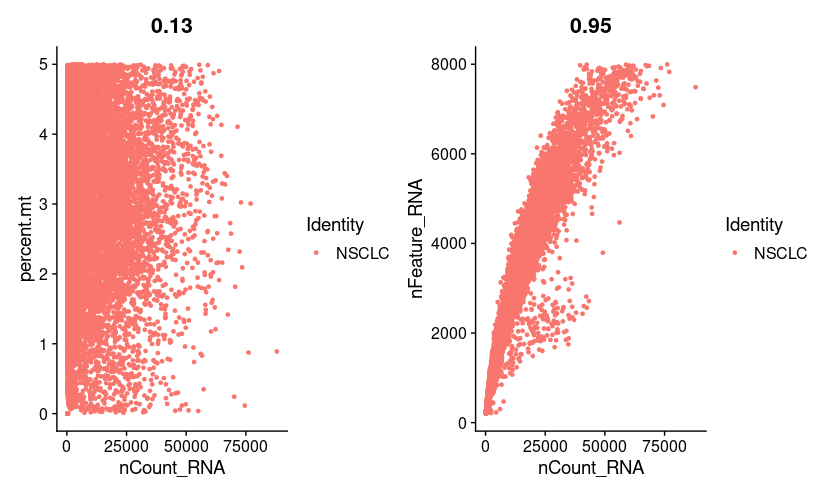 0.13
5
4
3
2
1
0
percent.mt
0 25000 50000 75000
nCount_RNA
Identity
NSCLC
0.95
8000
6000
4000
2000
0
nFeature_RNA
0 25000 50000 75000
nCount_RNA
Identity
NSCLC